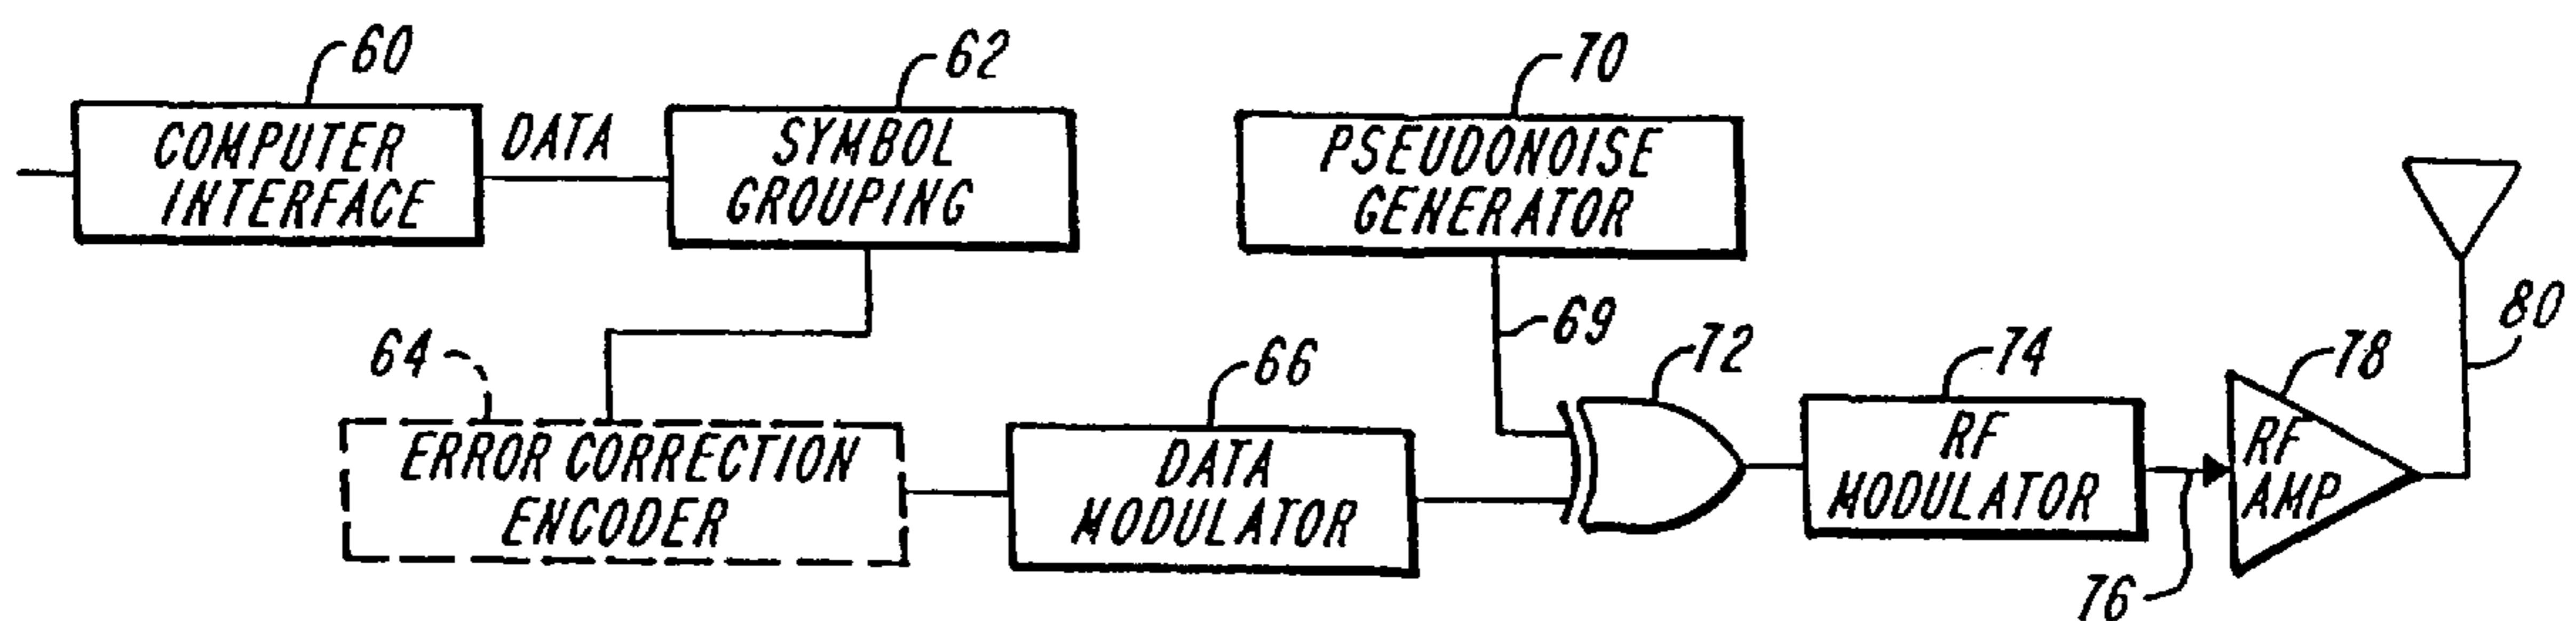 60
62
70
COMPUTER
INTERFACE
DATA
SYMBOL
GROUPING
PSEUDONOISE
GENERATOR
64
66
69
72
74
78
80
ERROR CORRECTION
ENCODER
DATA
MODULATOR
RF
MODULATOR
RF
AMP
76